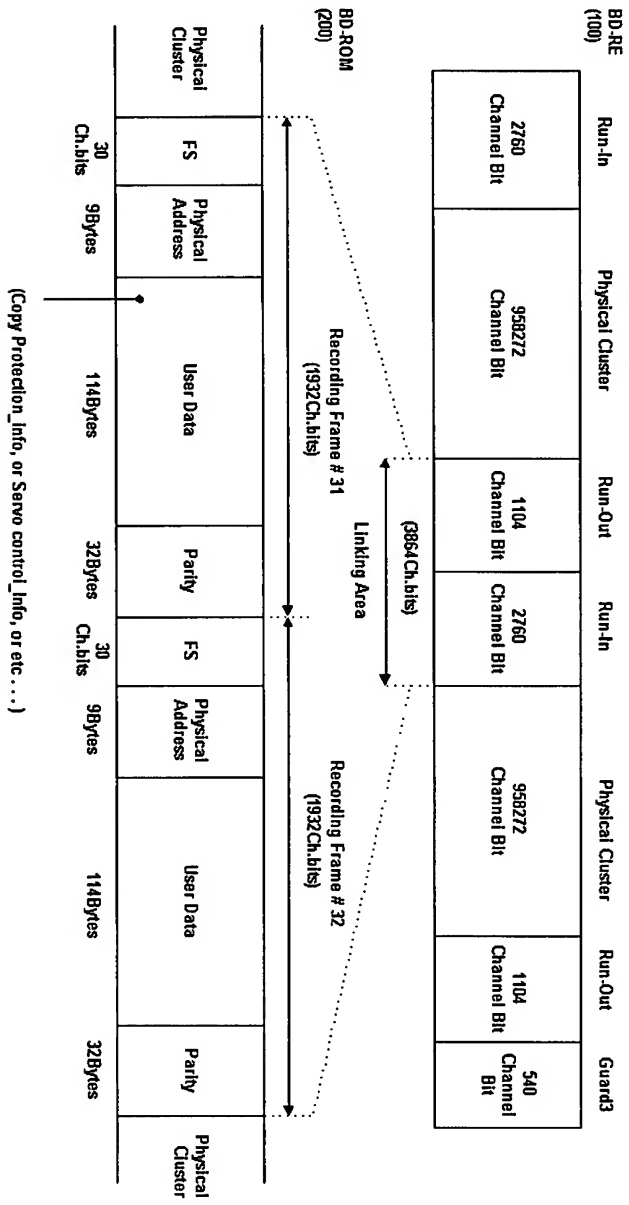 BD-RE
(100)
Run-In
Physical Cluster
Run-Out
Run-In
Physical Cluster
Run-Out
Guard3
2760
Channel Bit
958272
Channel Bit
1104
Channel Bit
2760
Channel Bit
958272
Channel Bit
1104
Channel Bit
540
Channel
Bit
(3864Ch.bits)
Linking Area
BD-ROM
(200)
Recording Frame # 31
(1932Ch.bits)
Recording Frame # 32
(1932Ch.bits)
Physical
Cluster
FS
Physical
Address
User Data
Parity
FS
Physical
Address
User Data
Parity
Physical
Cluster
30
Ch.bits
9Bytes
114Bytes
32Bytes
30
Ch.bits
9Bytes
114Bytes
32Bytes
(Copy Protection_Info, or Servo control_Info, or etc . . . )